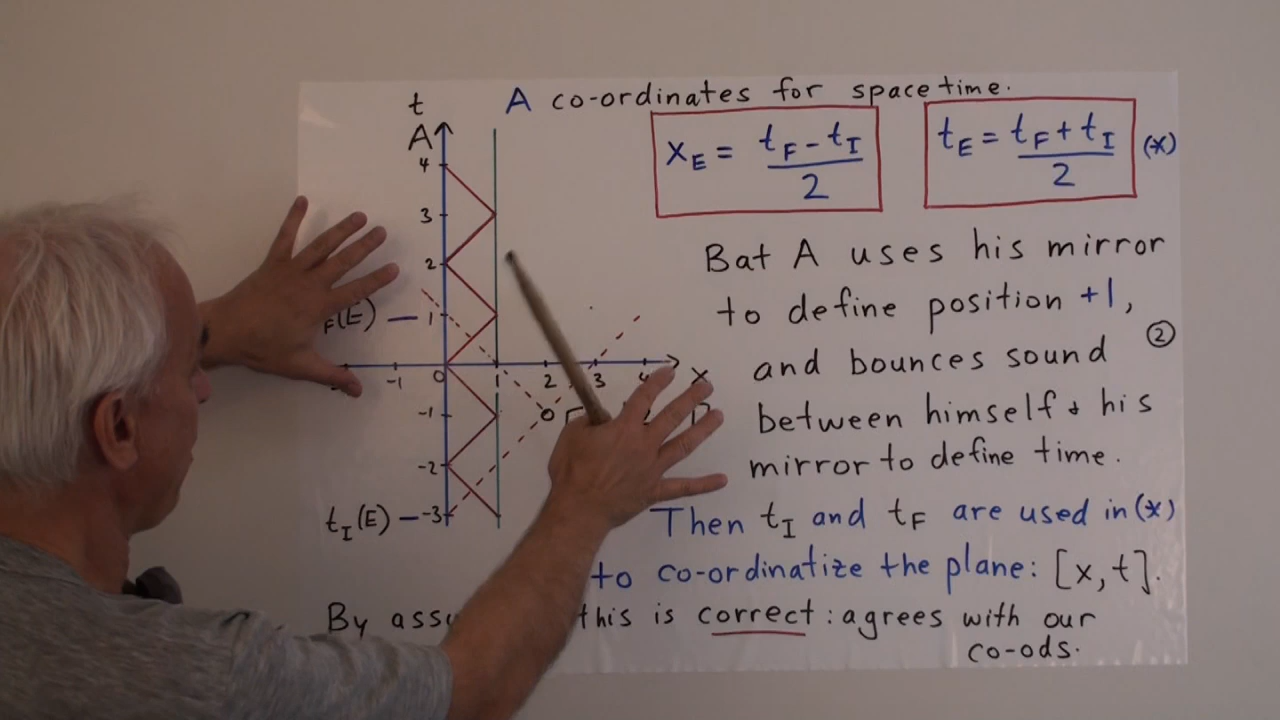 A co-ordinates for spacetime.
t
A
x_E = (t_F - t_I)/2
t_E = (t_F + t_I)/2 (*)
4
3
2
F(E) — 1
-1 0 1 2 3 4 x
-1
-2
t_I(E) — -3
Bat A uses his mirror
to define position +1,
and bounces sound ②
between himself & his
mirror to define time.
Then t_I and t_F are used in (*)
to co-ordinatize the plane: [x,t].
By this is correct: agrees with our
co-ods.